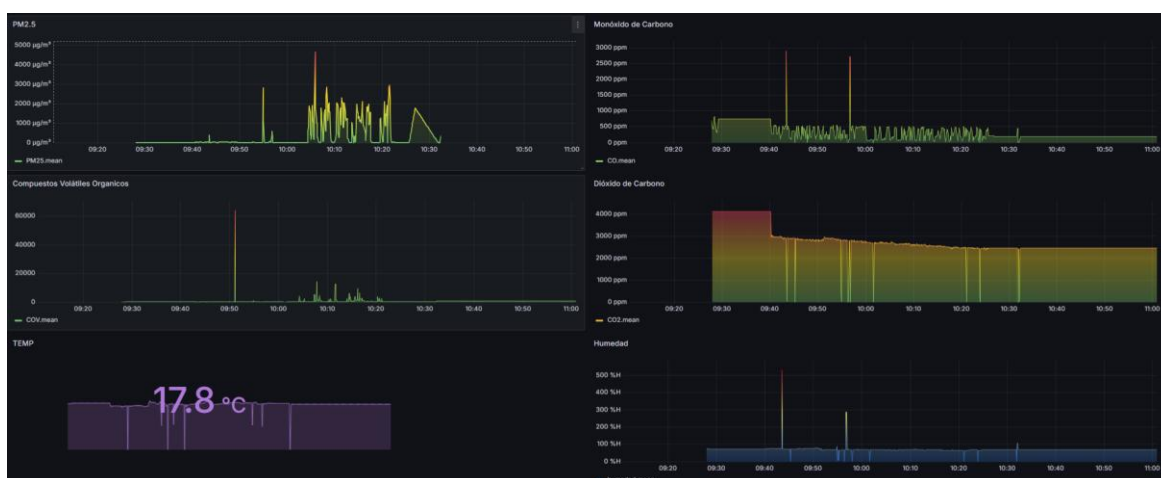 PM2.5
5000 µg/m³
4000 µg/m³
3000 µg/m³
2000 µg/m³
1000 µg/m³
0 µg/m³
09:20 09:30 09:40 09:50 10:00 10:10 10:20 10:30 10:40 10:50 11:00
PM25.mean
Monóxido de Carbono
3000 ppm
2500 ppm
2000 ppm
1500 ppm
1000 ppm
500 ppm
0 ppm
09:20 09:30 09:40 09:50 10:00 10:10 10:20 10:30 10:40 10:50 11:00
CO.mean
Compuestos Volátiles Organicos
60000
40000
20000
0
09:20 09:30 09:40 09:50 10:00 10:10 10:20 10:30 10:40 10:50 11:00
COV.mean
Dióxido de Carbono
4000 ppm
3000 ppm
2000 ppm
1000 ppm
0 ppm
09:20 09:30 09:40 09:50 10:00 10:10 10:20 10:30 10:40 10:50 11:00
CO2.mean
TEMP
17.8 °C
Humedad
500 %H
400 %H
300 %H
200 %H
100 %H
0 %H
09:20 09:30 09:40 09:50 10:00 10:10 10:20 10:30 10:40 10:50 11:00